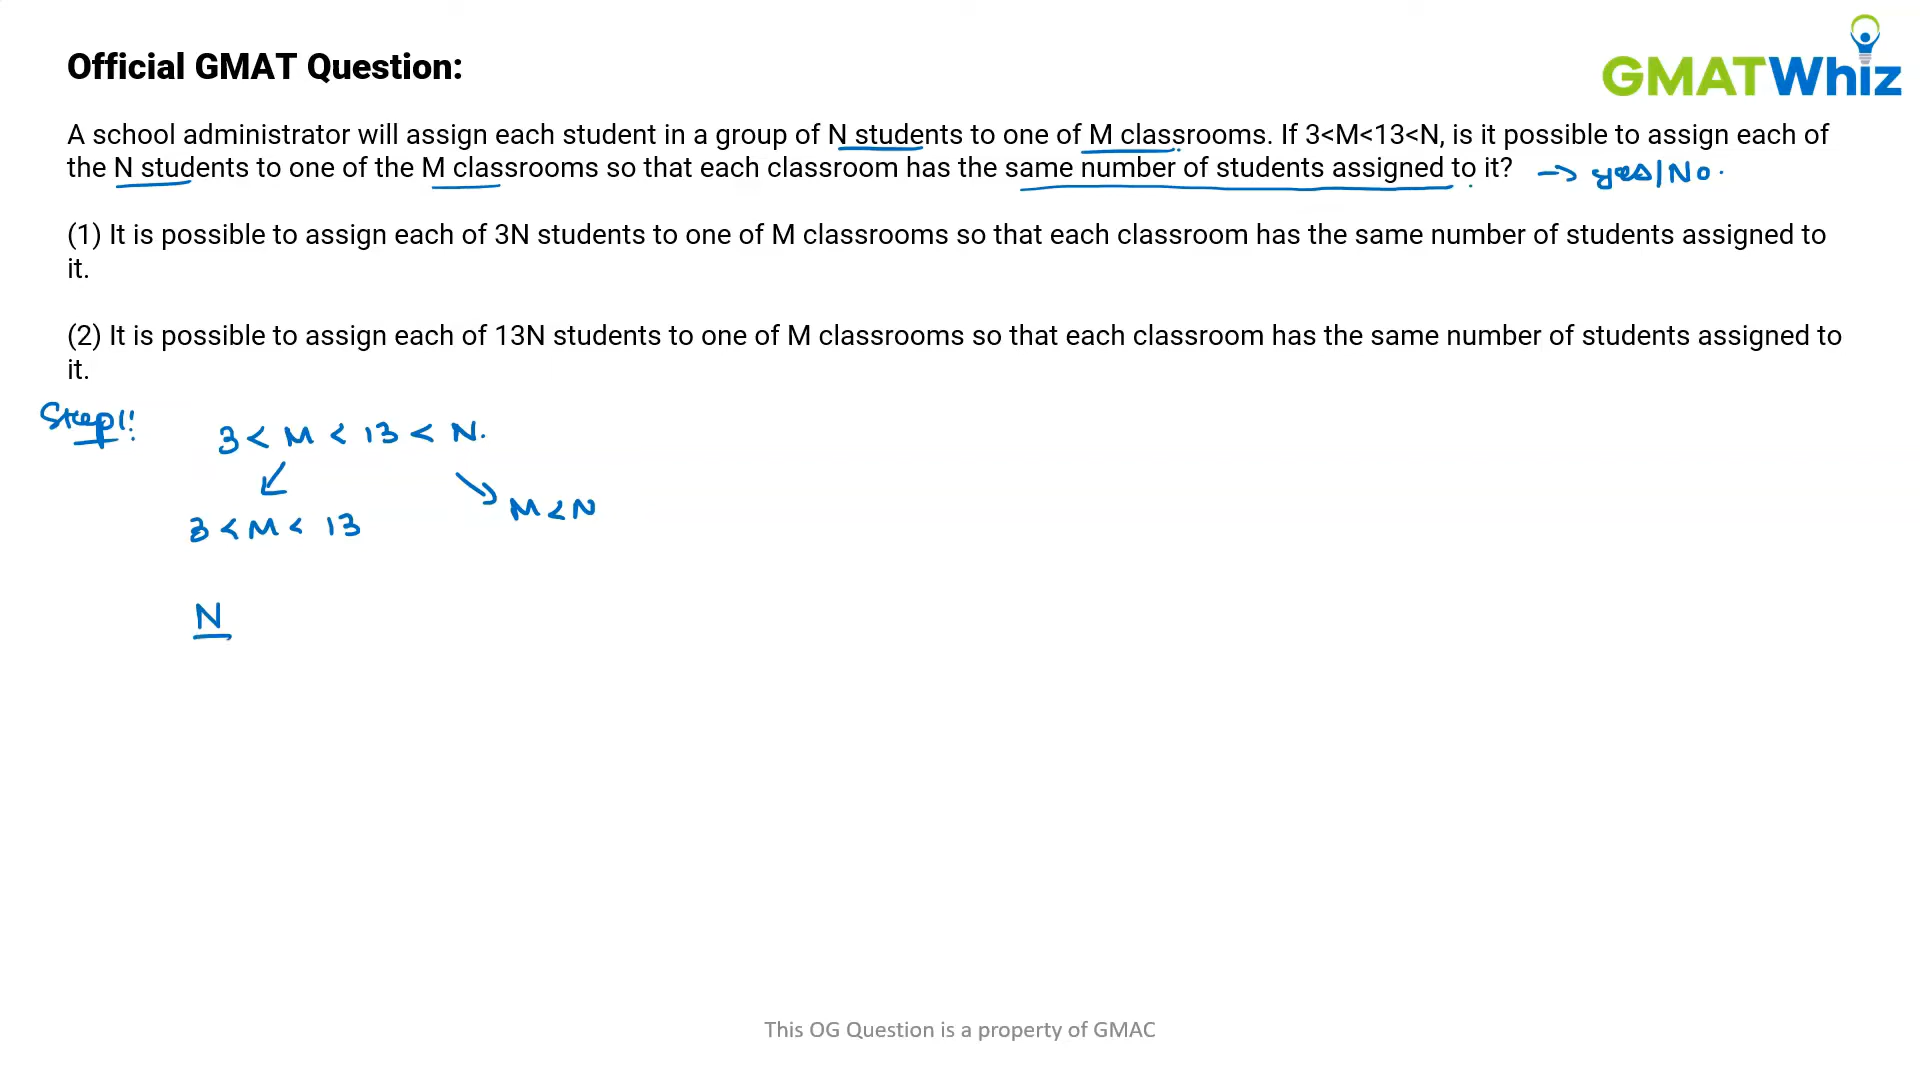 Official GMAT Question:
GMATWhiz
A school administrator will assign each student in a group of N students to one of M classrooms. If 3<M<13<N, is it possible to assign each of
the N students to one of the M classrooms so that each classroom has the same number of students assigned to it? → yes/No.
(1) It is possible to assign each of 3N students to one of M classrooms so that each classroom has the same number of students assigned to
it.
(2) It is possible to assign each of 13N students to one of M classrooms so that each classroom has the same number of students assigned to
it.
Step1:
3 < M < 13 < N.
M < N
3 < M < 13
N
This OG Question is a property of GMAC